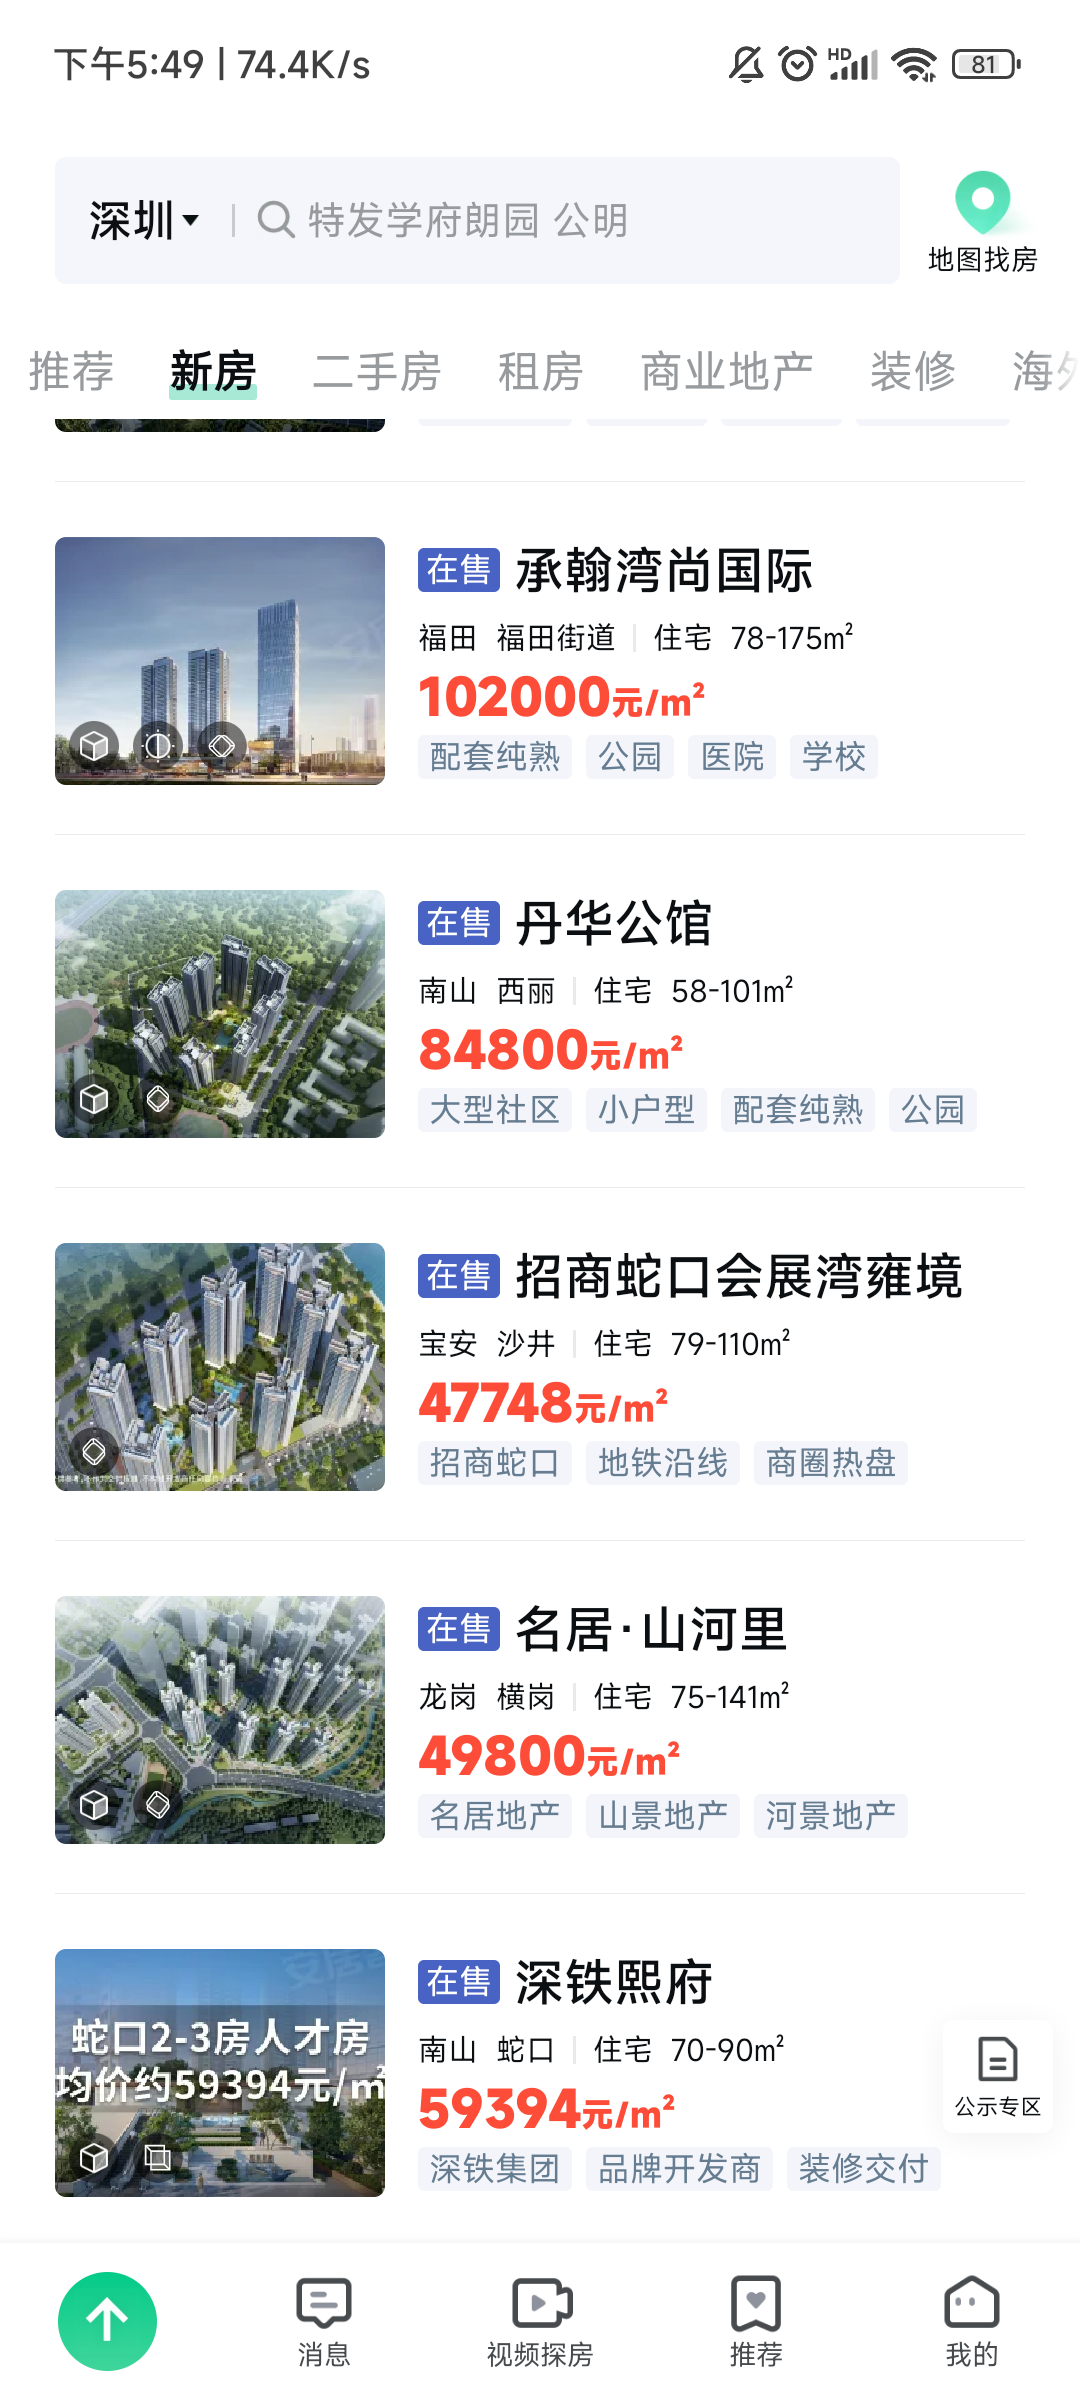 下午5:49 | 74.4K/s
HD
81
深圳
特发学府朗园 公明
地图找房
推荐 新房 二手房 租房 商业地产 装修 海外
在售 承翰湾尚国际
福田 福田街道 | 住宅 78-175m²
102000元/m²
配套纯熟 公园 医院 学校
在售 丹华公馆
南山 西丽 | 住宅 58-101m²
84800元/m²
大型社区 小户型 配套纯熟 公园
在售 招商蛇口会展湾雍境
宝安 沙井 | 住宅 79-110m²
47748元/m²
招商蛇口 地铁沿线 商圈热盘
在售 名居·山河里
龙岗 横岗 | 住宅 75-141m²
49800元/m²
名居地产 山景地产 河景地产
安居
蛇口2-3房人才房
均价约59394元/m²
在售 深铁熙府
南山 蛇口 | 住宅 70-90m²
59394元/m²
深铁集团 品牌开发商 装修交付
公示专区
消息 视频探房 推荐 我的